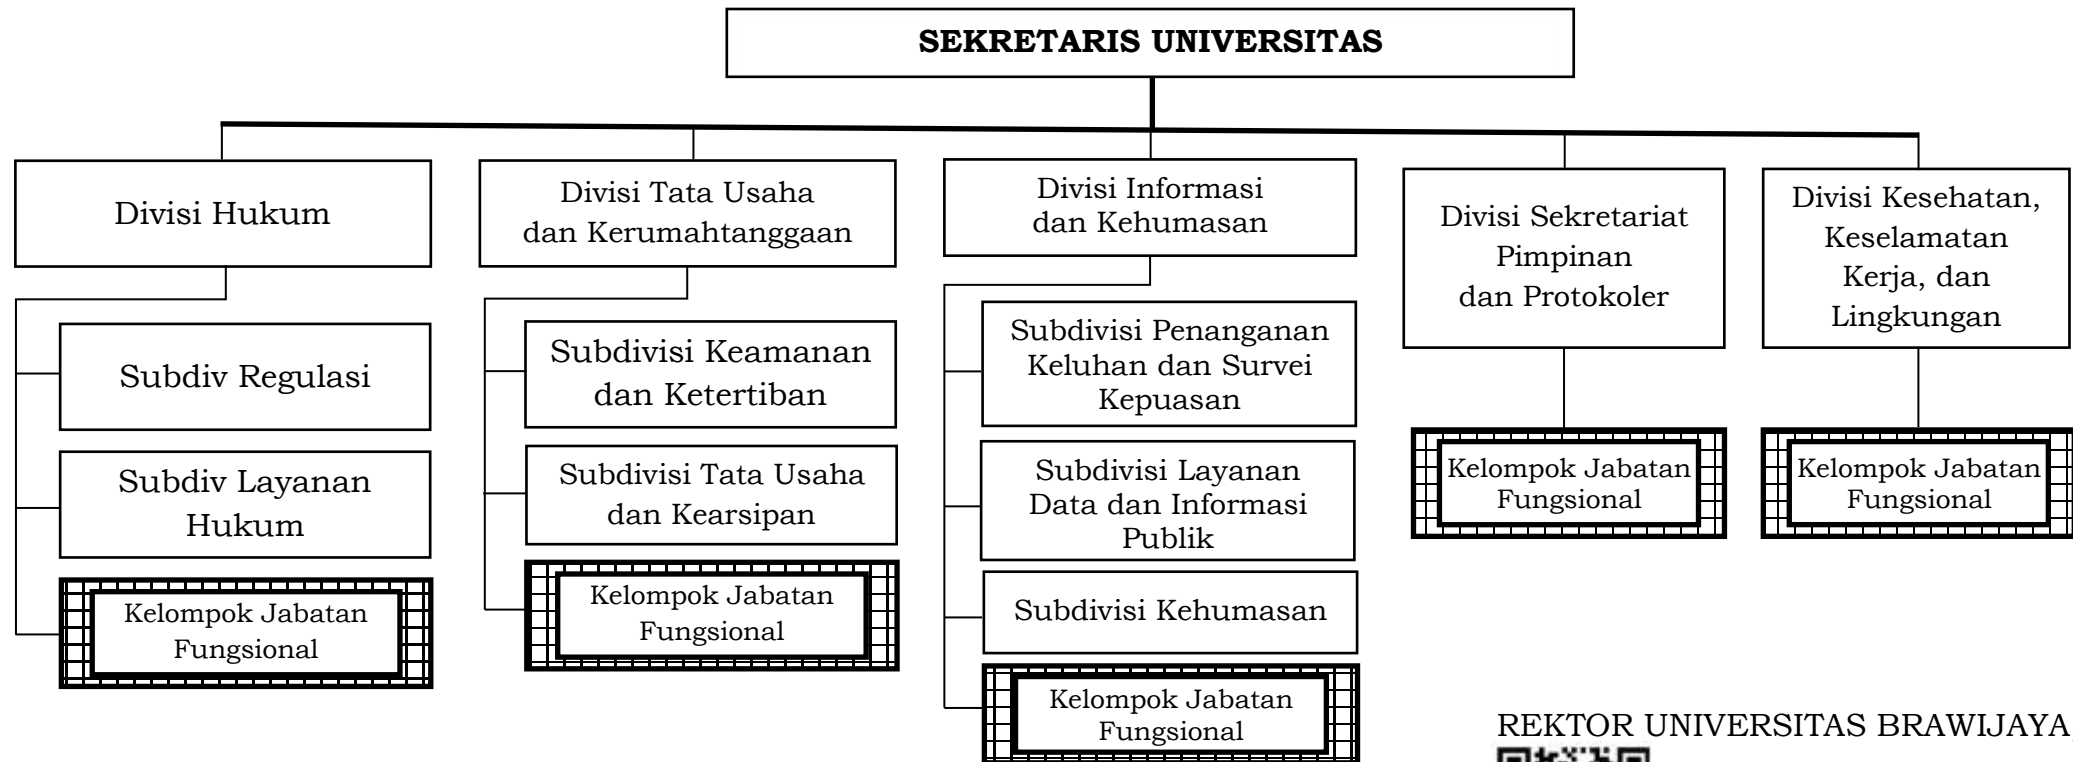 SEKRETARIS UNIVERSITAS
Divisi Hukum
Subdiv Regulasi
Subdiv Layanan
Hukum
Kelompok Jabatan
Fungsional
Divisi Tata Usaha
dan Kerumahtanggaan
Subdivisi Keamanan
dan Ketertiban
Subdivisi Tata Usaha
dan Kearsipan
Kelompok Jabatan
Fungsional
Divisi Informasi
dan Kehumasan
Subdivisi Penanganan
Keluhan dan Survei
Kepuasan
Subdivisi Layanan
Data dan Informasi
Publik
Subdivisi Kehumasan
Kelompok Jabatan
Fungsional
Divisi Sekretariat
Pimpinan
dan Protokoler
Kelompok Jabatan
Fungsional
Divisi Kesehatan,
Keselamatan
Kerja, dan
Lingkungan
Kelompok Jabatan
Fungsional
REKTOR UNIVERSITAS BRAWIJAYA,